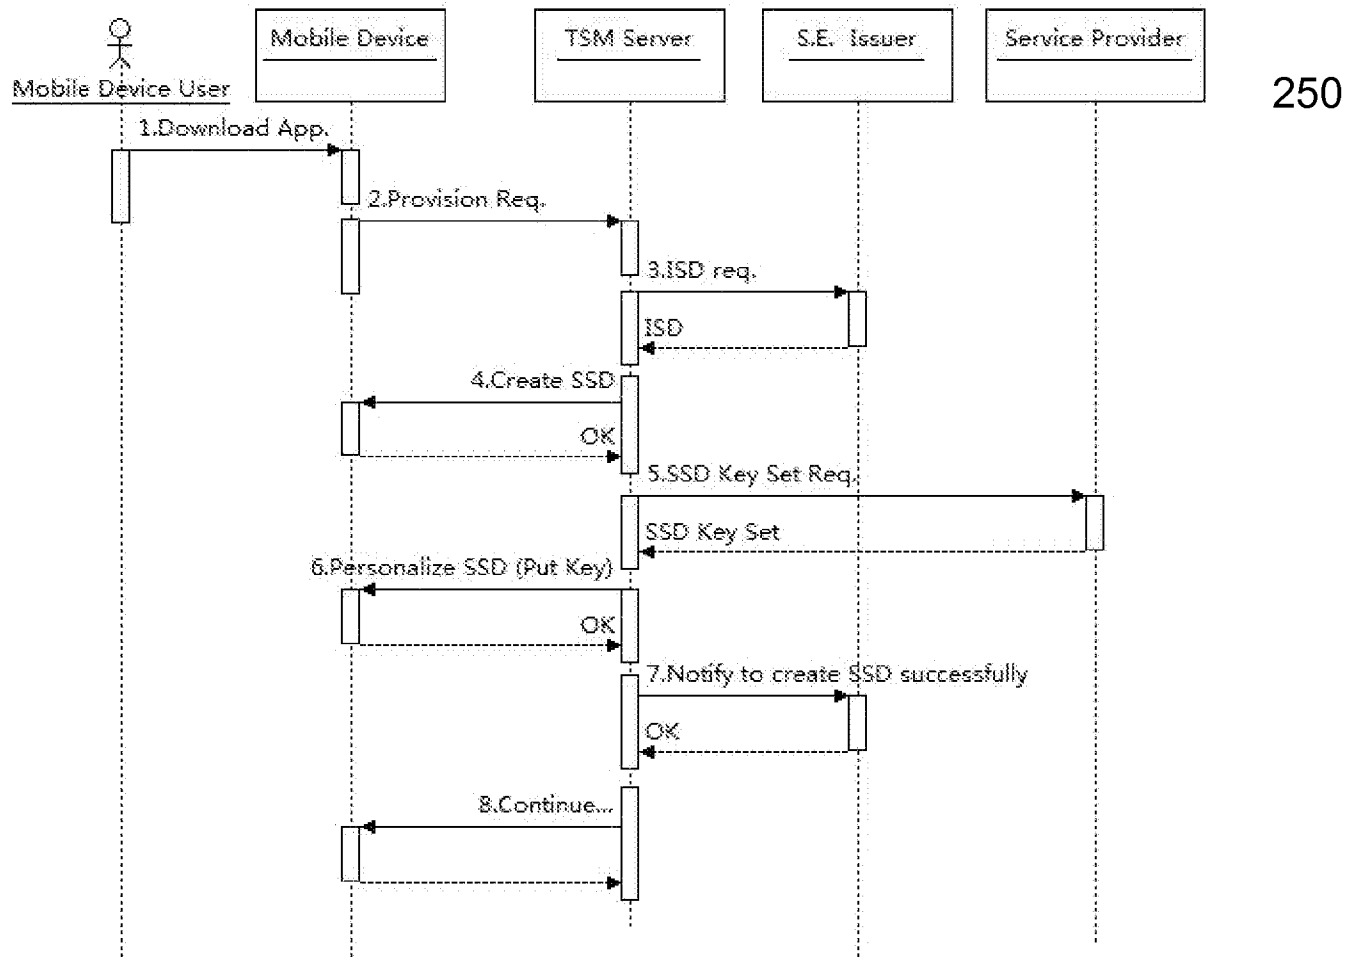 Mobile Device
TSM Server
S.E. Issuer
Service Provider
Mobile Device User
250
1.Download App.
2.Provision Req.
3.ISD req.
ISD
4.Create SSD
OK
5.SSD Key Set Req.
SSD Key Set
6.Personalize SSD (Put Key)
OK
7.Notify to create SSD successfully
OK
8.Continue...